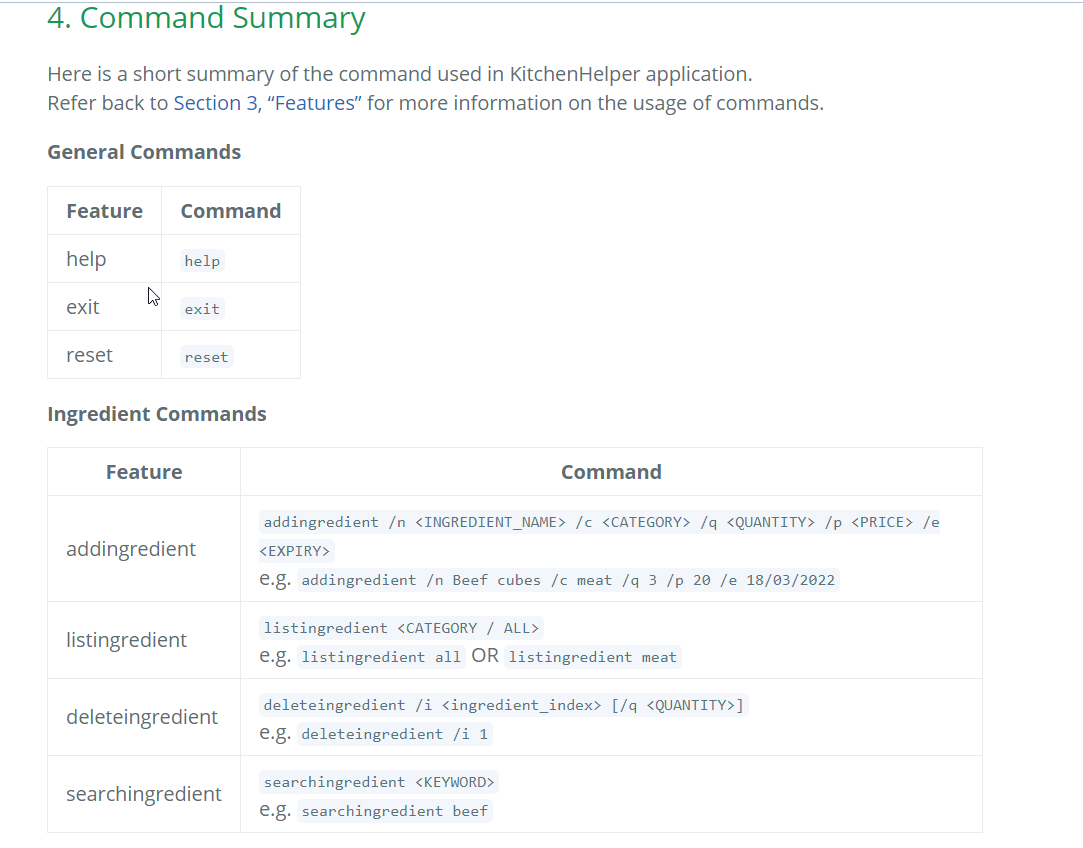 4. Command Summary
Here is a short summary of the command used in KitchenHelper application.
Refer back to Section 3, “Features” for more information on the usage of commands.
General Commands
Feature Command
help help
exit exit
reset reset
Ingredient Commands
Feature Command
addingredient
addingredient /n <INGREDIENT_NAME> /c <CATEGORY> /q <QUANTITY> /p <PRICE> /e
<EXPIRY>
e.g. addingredient /n Beef cubes /c meat /q 3 /p 20 /e 18/03/2022
listingredient
listingredient <CATEGORY / ALL>
e.g. listingredient all OR listingredient meat
deleteingredient
deleteingredient /i <ingredient_index> [/q <QUANTITY>]
e.g. deleteingredient /i 1
searchingredient
searchingredient <KEYWORD>
e.g. searchingredient beef